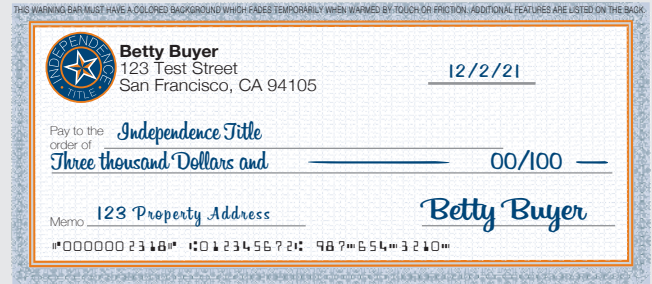 THIS WARNING BAR MUST HAVE A COLORED BACKGROUND WHICH FADES TEMPORARILY WHEN WARMED BY TOUCH OR FRICTION. ADDITIONAL FEATURES ARE LISTED ON THE BACK.
INDEPENDENCE
TITLE
Betty Buyer
123 Test Street
San Francisco, CA 94105
12/2/21
Pay to the order of Independence Title
Three thousand Dollars and 00/100
Memo 123 Property Address
Betty Buyer
⑈000000 2318⑈ ⑆012345672⑆ 987⑉654⑉3210⑉